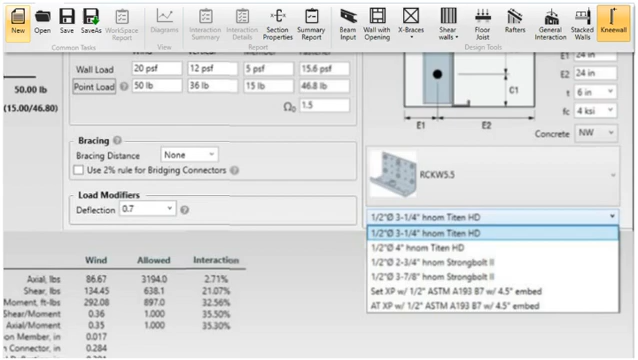 New Open Save SaveAs WorkSpace Report Diagrams Interaction Summary Interaction Details Section Properties Summary Report Beam Input Wall with Opening X-Braces Shear walls Floor Joist Rafters General Interaction Stacked Walls Kneewall
Common Tasks View Report Design Tools
Wall Load 20 psf 12 psf 5 psf 15.6 psf
50.00 lb Point Load 50 lb 36 lb 15 lb 46.8 lb
(15.00/46.80) Ω0 1.5
E1 24 in
E2 24 in
t 6 in
fc 4 ksi
C1
E1 E2
Concrete NW
Bracing
Bracing Distance None
Use 2% rule for Bridging Connectors
RCKW5.5
Load Modifiers
Deflection 0.7
1/2"Ø 3-1/4" hnom Titen HD
1/2"Ø 3-1/4" hnom Titen HD
1/2"Ø 4" hnom Titen HD
1/2"Ø 2-3/4" hnom Strongbolt II
1/2"Ø 3-7/8" hnom Strongbolt II
Set XP w/ 1/2" ASTM A193 B7 w/ 4.5" embed
AT XP w/ 1/2" ASTM A193 B7 w/ 4.5" embed
Wind Allowed Interaction
Axial, lbs 86.67 3194.0 2.71%
Shear, lbs 134.45 638.1 21.07%
Moment, ft-lbs 292.08 897.0 32.56%
Shear/Moment 0.36 1.000 35.50%
Axial/Moment 0.35 1.000 35.30%
on Member, in 0.017
n Connector, in 0.284